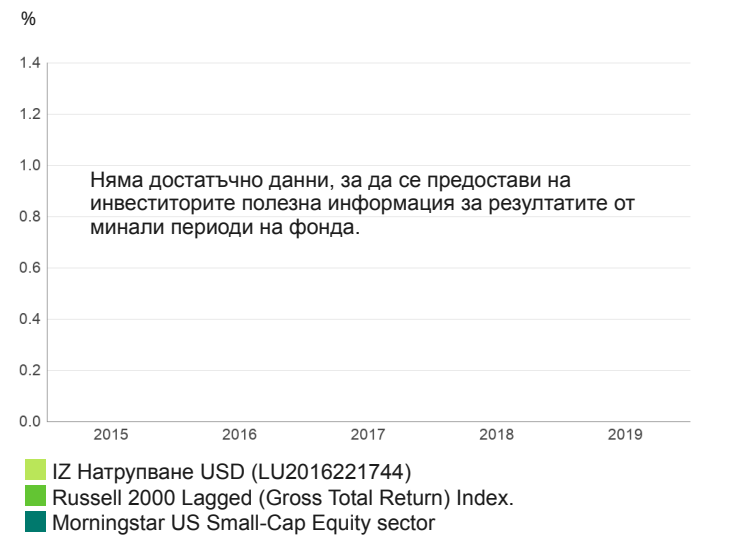 %
1.4
1.2
1.0
Няма достатъчно данни, за да се предостави на
инвеститорите полезна информация за резултатите от
минали периоди на фонда.
0.8
0.6
0.4
0.2
0.0
2015 2016 2017 2018 2019
IZ Натрупване USD (LU2016221744)
Russell 2000 Lagged (Gross Total Return) Index.
Morningstar US Small-Cap Equity sector